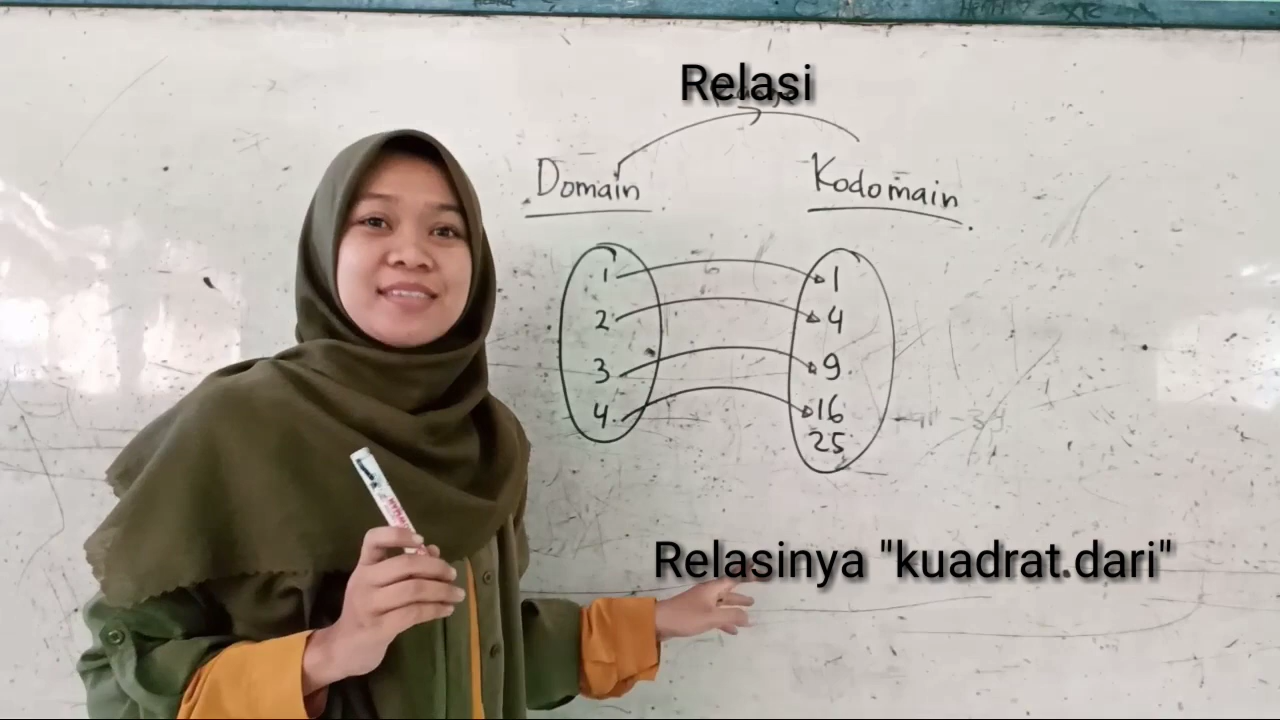 Relasi
Domain
Kodomain
1 1
2 4
3 9
4 16
25
Relasinya "kuadrat dari"